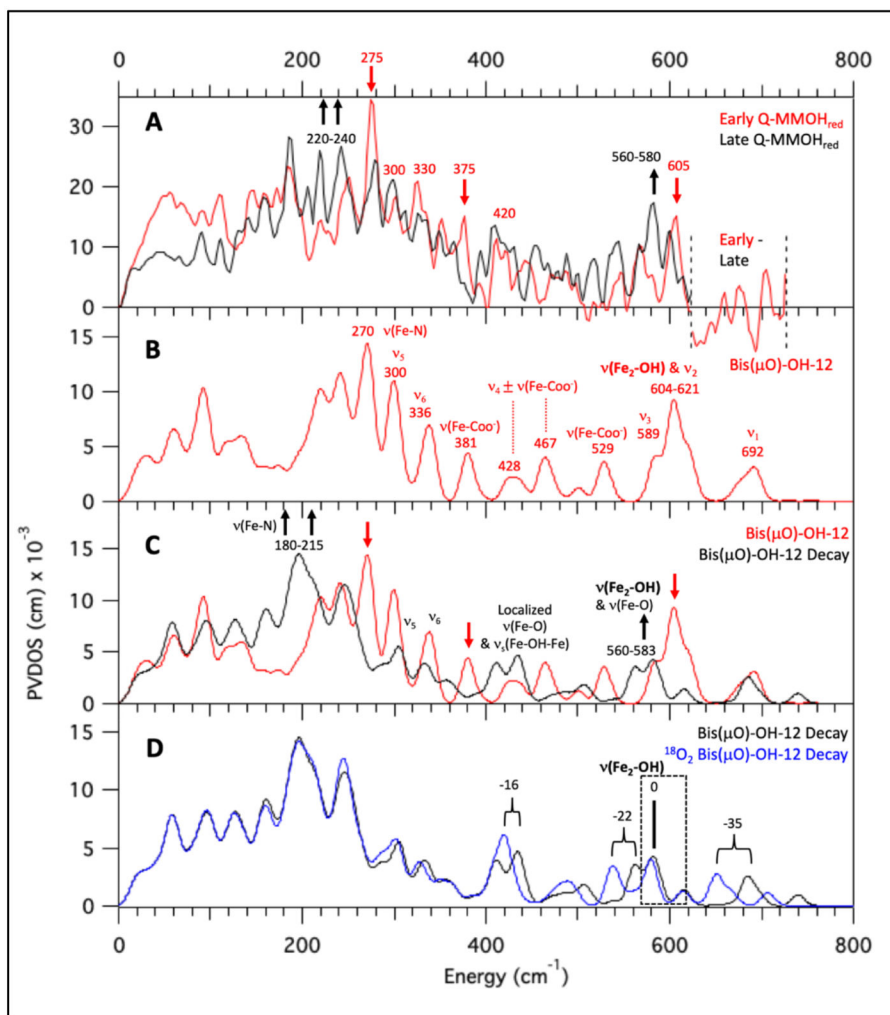 0 200 400 600 800
275
A
30
20
10
0
220-240
300
330
375
420
560-580
605
Early Q-MMOH_red
Late Q-MMOH_red
Early -
Late
B
15
10
5
0
270 ν(Fe-N)
ν₅
300
ν₆
336
ν(Fe-Coo⁻)
381
ν₄ ± ν(Fe-Coo⁻)
428
467
ν(Fe-Coo⁻)
529
ν(Fe₂-OH) & ν₂
604-621
ν₃
589
ν₁
692
Bis(μO)-OH-12
C
15
10
5
0
ν(Fe-N)
180-215
ν₅
ν₆
Localized
ν(Fe-O)
& νₛ(Fe-OH-Fe)
ν(Fe₂-OH)
& ν(Fe-O)
560-583
Bis(μO)-OH-12
Bis(μO)-OH-12 Decay
D
15
10
5
0
-16
-22
ν(Fe₂-OH)
0
-35
Bis(μO)-OH-12 Decay
¹⁸O₂ Bis(μO)-OH-12 Decay
PVDOS (cm) x 10⁻³
0 200 400 600 800
Energy (cm⁻¹)